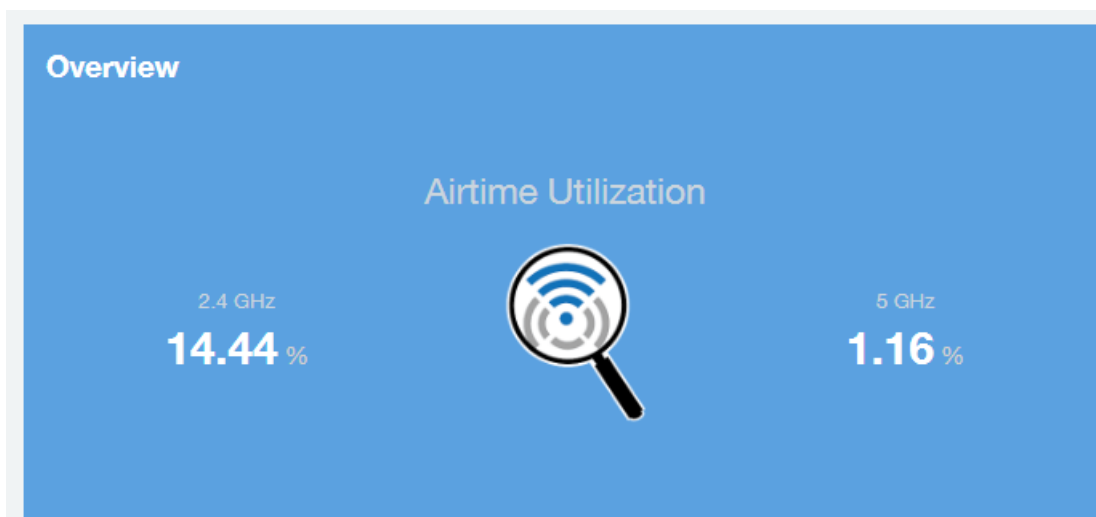 Overview
Airtime Utilization
2.4 GHz
14.44 %
5 GHz
1.16 %